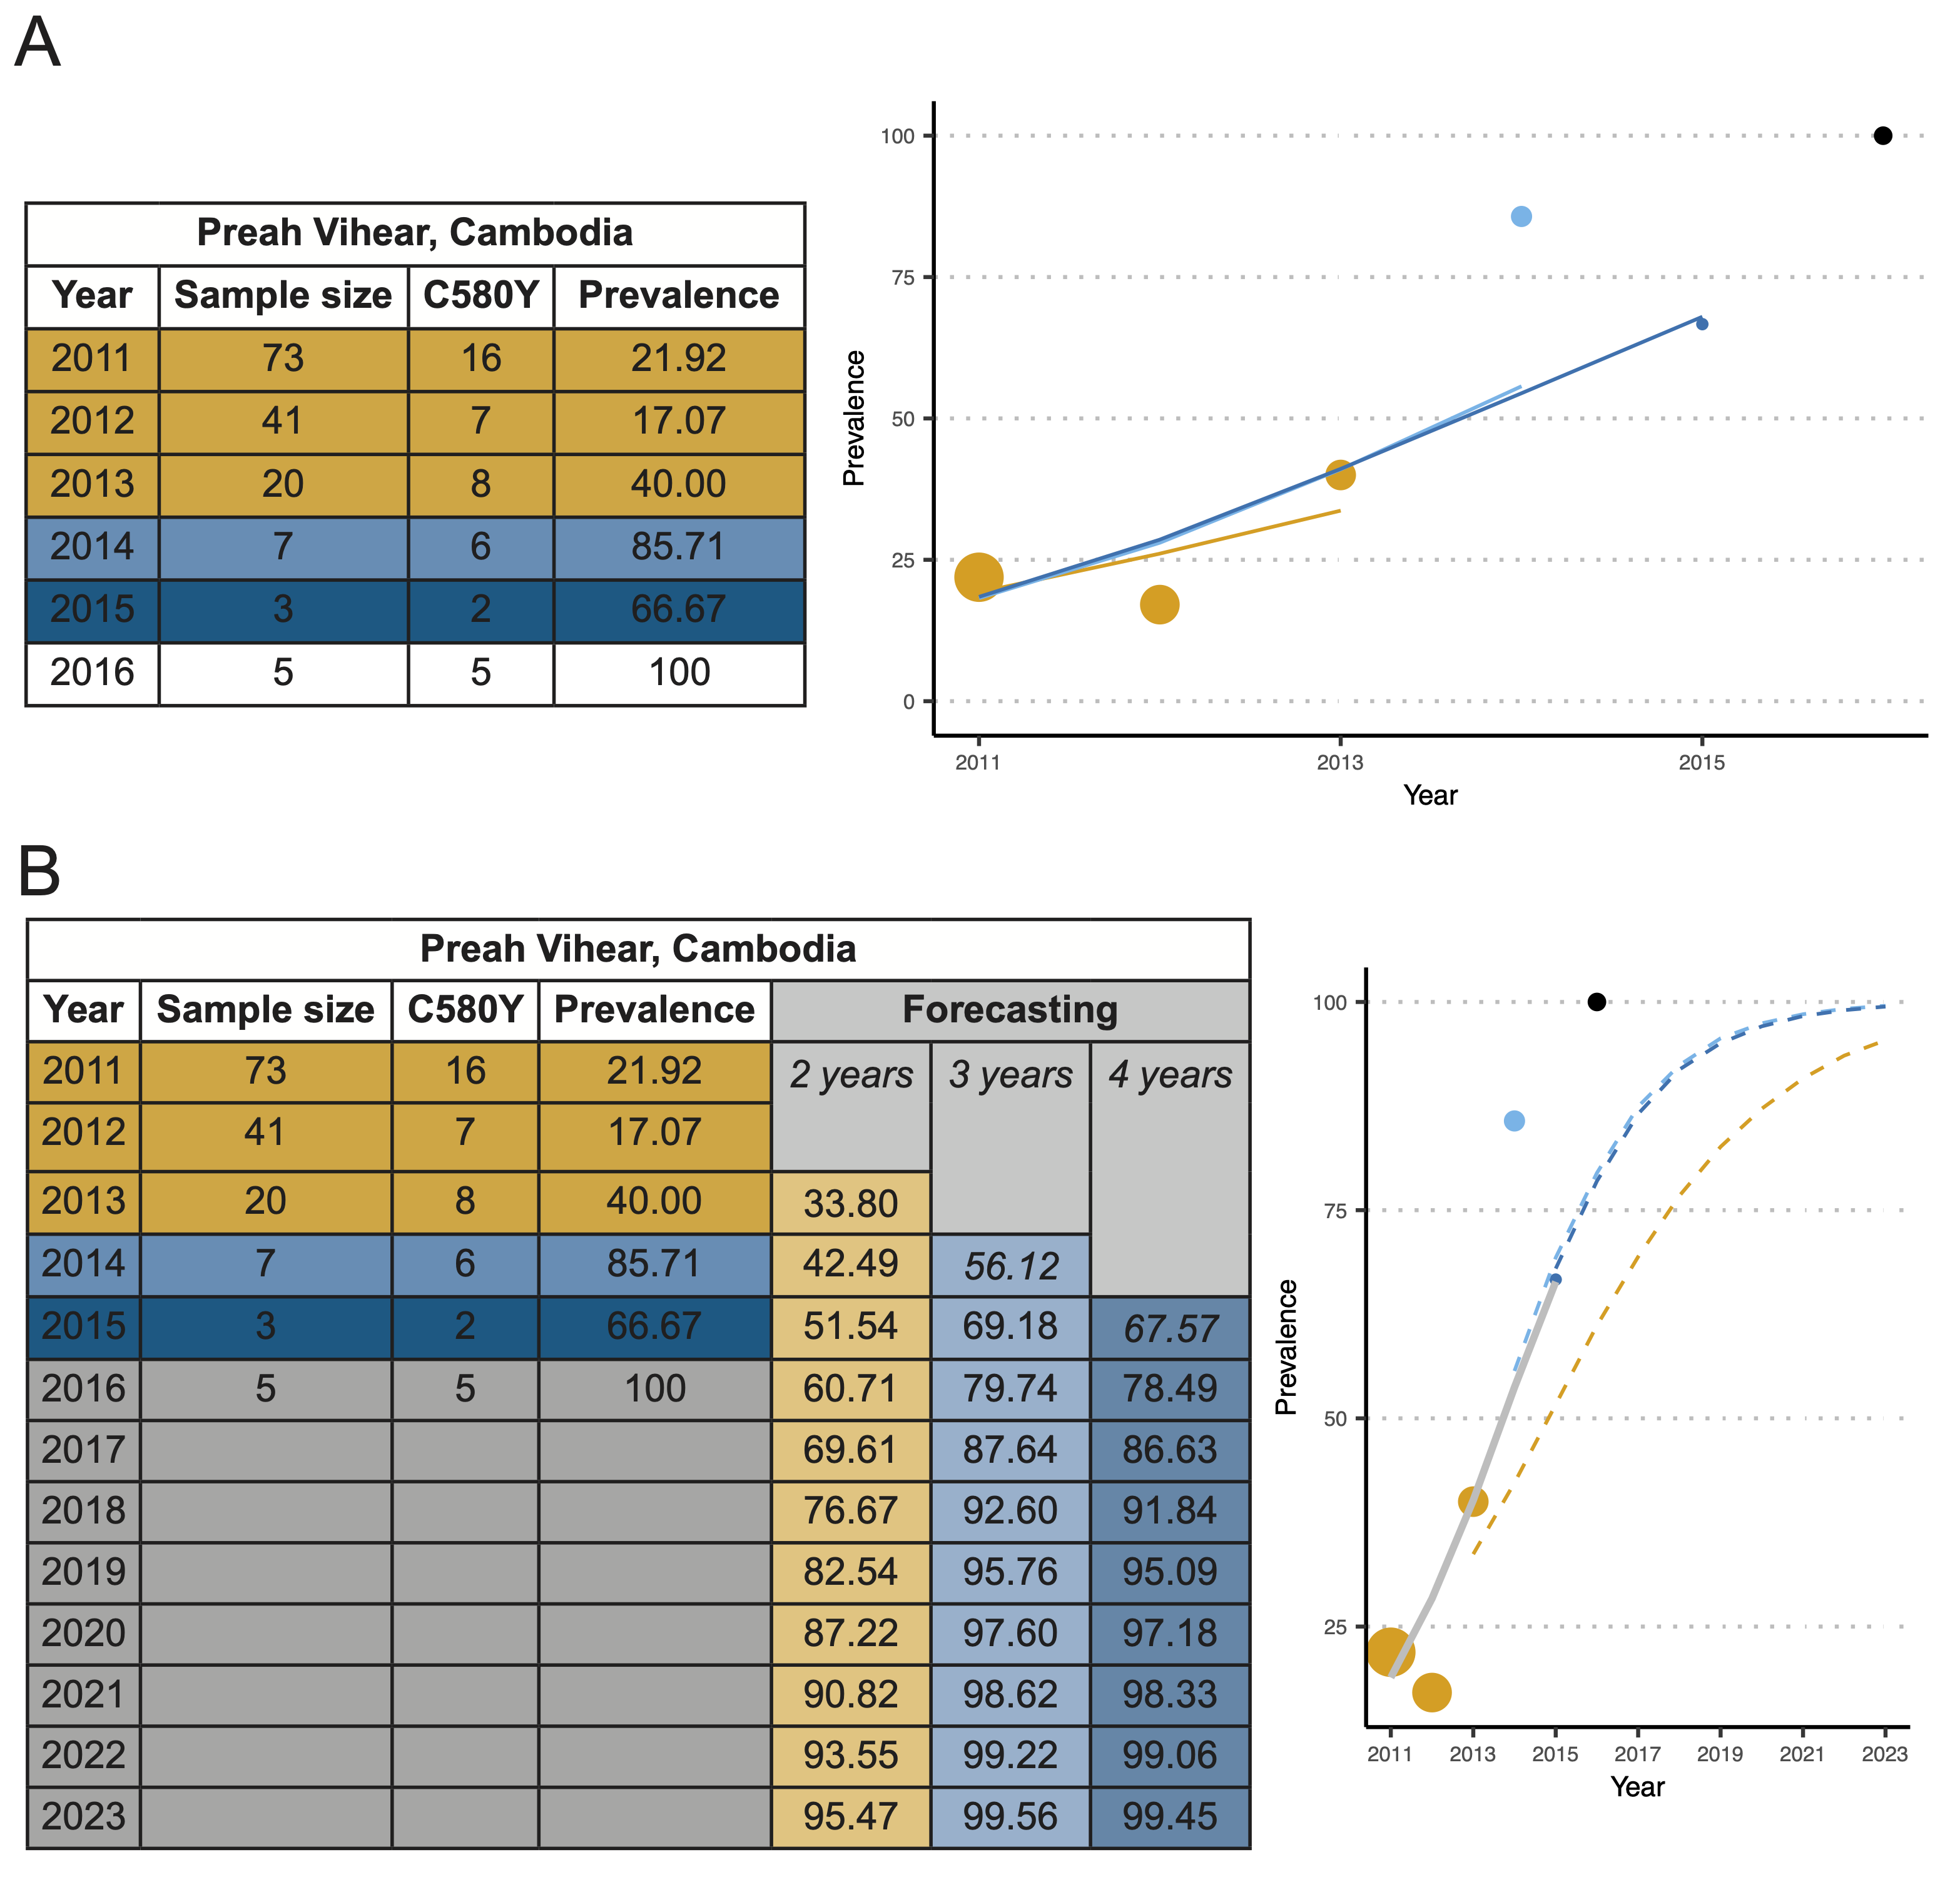 A
Preah Vihear, Cambodia
Year Sample size C580Y Prevalence
2011 73 16 21.92
2012 41 7 17.07
2013 20 8 40.00
2014 7 6 85.71
2015 3 2 66.67
2016 5 5 100
Prevalence
100
75
50
25
0
2011 2013 2015
Year
B
Preah Vihear, Cambodia
Year Sample size C580Y Prevalence Forecasting
2011 73 16 21.92 2 years 3 years 4 years
2012 41 7 17.07
2013 20 8 40.00 33.80
2014 7 6 85.71 42.49 56.12
2015 3 2 66.67 51.54 69.18 67.57
2016 5 5 100 60.71 79.74 78.49
2017 69.61 87.64 86.63
2018 76.67 92.60 91.84
2019 82.54 95.76 95.09
2020 87.22 97.60 97.18
2021 90.82 98.62 98.33
2022 93.55 99.22 99.06
2023 95.47 99.56 99.45
Prevalence
100
75
50
25
2011 2013 2015 2017 2019 2021 2023
Year